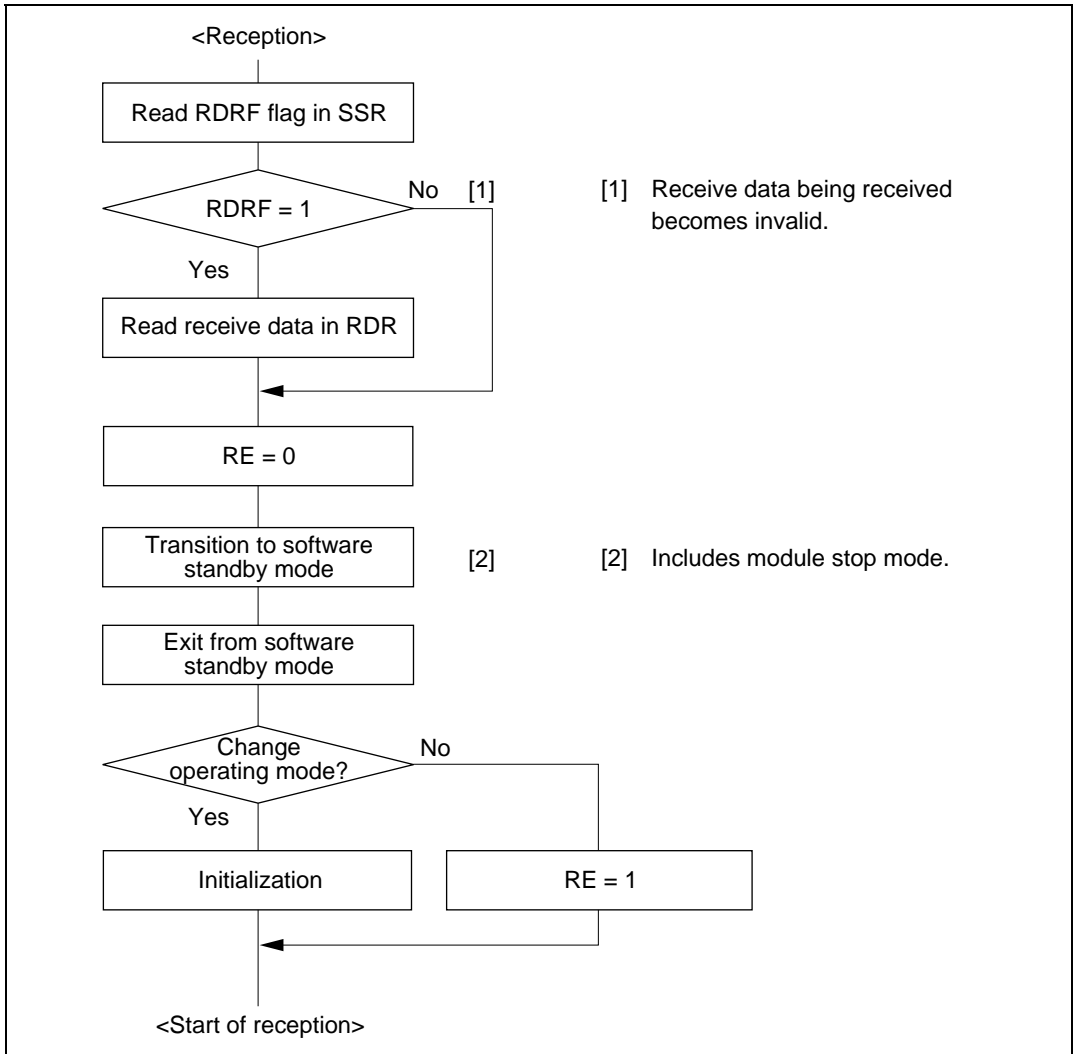 <Reception>
Read RDRF flag in SSR
No [1] [1] Receive data being received
RDRF = 1
becomes invalid.
Yes
Read receive data in RDR
RE = 0
Transition to software
standby mode
[2] [2] Includes module stop mode.
Exit from software
standby mode
Change
operating mode?
No
Yes
Initialization
RE = 1
<Start of reception>